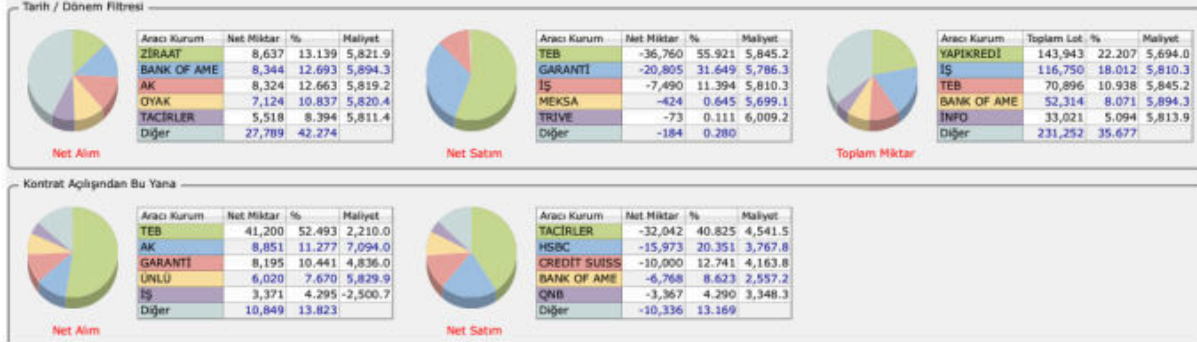 Tarih / Dönem Filtresi
Aracı Kurum Net Miktar % Maliyet
ZİRAAT 8,637 13.139 5,821.9
BANK OF AME 8,344 12.693 5,894.3
AK 8,324 12.663 5,819.2
OYAK 7,124 10.837 5,820.4
TACİRLER 5,518 8.394 5,811.4
Diğer 27,789 42.274
Net Alım
Aracı Kurum Net Miktar % Maliyet
TEB -36,760 55.921 5,845.2
GARANTİ -20,805 31.649 5,786.3
İŞ -7,490 11.394 5,810.3
MEKSA -424 0.645 5,699.1
TRIVE -73 0.111 6,009.2
Diğer -184 0.280
Net Satım
Aracı Kurum Toplam Lot % Maliyet
YAPIKREDİ 143,943 22.207 5,694.0
İŞ 116,750 18.012 5,810.3
TEB 70,896 10.938 5,845.2
BANK OF AME 52,314 8.071 5,894.3
INFO 33,021 5.094 5,813.9
Diğer 231,252 35.677
Toplam Miktar
Kontrat Açılışından Bu Yana
Aracı Kurum Net Miktar % Maliyet
TEB 41,200 52.493 2,210.0
AK 8,851 11.277 7,094.0
GARANTİ 8,195 10.441 4,836.0
ÜNLÜ 6,020 7.670 5,829.9
İŞ 3,371 4.295 -2,500.7
Diğer 10,849 13.823
Net Alım
Aracı Kurum Net Miktar % Maliyet
TACİRLER -32,042 40.825 4,541.5
HSBC -15,973 20.351 3,767.8
CREDİT SUISS -10,000 12.741 4,163.8
BANK OF AME -6,768 8.623 2,557.2
QNB -3,367 4.290 3,348.3
Diğer -10,336 13.169
Net Satım